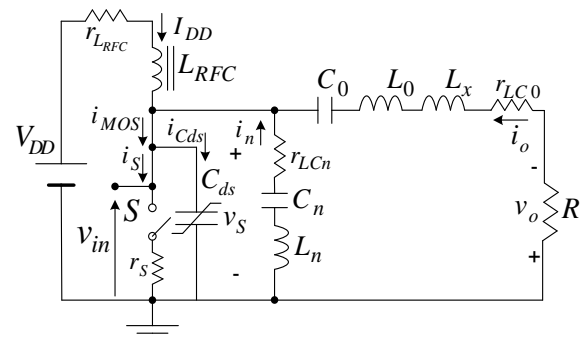 r_{L_{RFC}}
I_{DD}
L_{RFC}
C_0
L_0
L_x
r_{LC0}
i_{MOS}
i_{Cds}
i_n
i_o
V_{DD}
i_S
+
r_{LCn}
-
S
C_{ds}
C_n
v_{in}
v_S
v_o
R
r_S
-
L_n
+